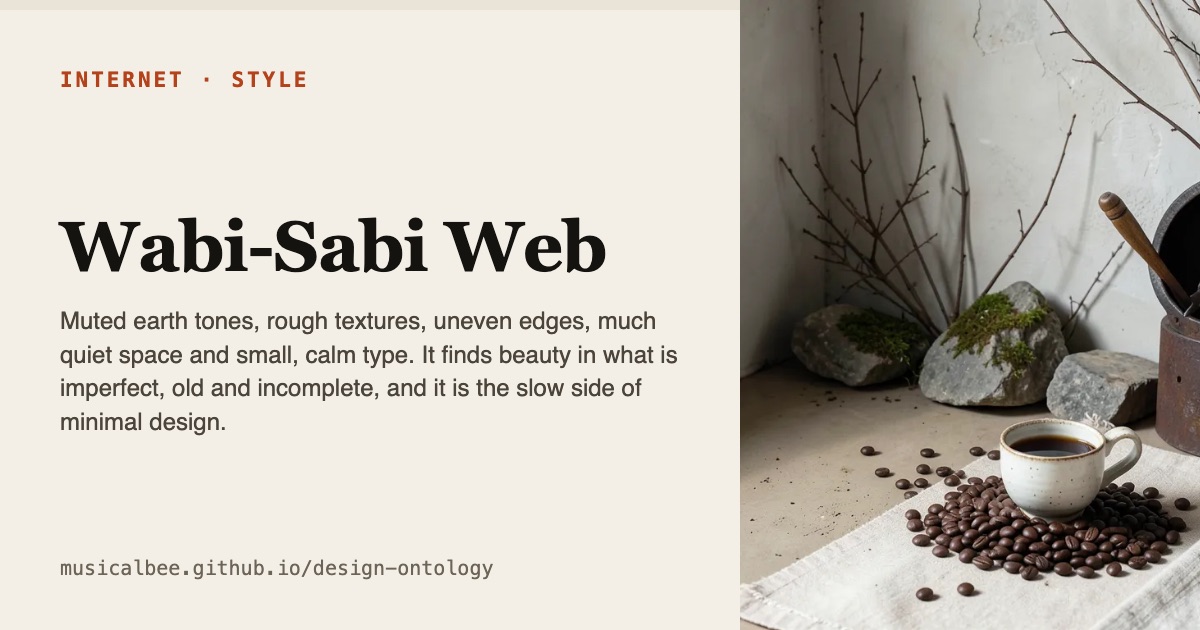 INTERNET · STYLE
Wabi-Sabi Web
Muted earth tones, rough textures, uneven edges, much
quiet space and small, calm type. It finds beauty in what is
imperfect, old and incomplete, and it is the slow side of
minimal design.
musicalbee.github.io/design-ontology